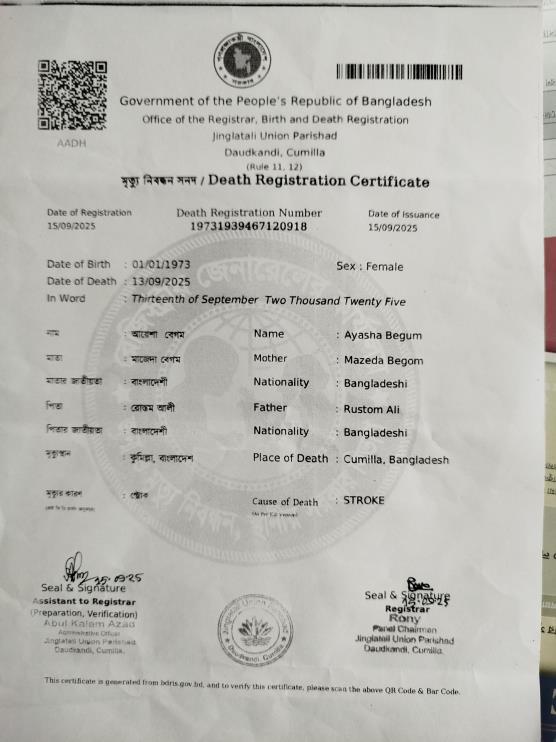 AADH
Government of the People's Republic of Bangladesh
Office of the Registrar, Birth and Death Registration
Jinglatali Union Parishad
Daudkandi, Cumilla
(Rule 11, 12)
মৃত্যু নিবন্ধন সনদ / Death Registration Certificate
Date of Registration Death Registration Number Date of Issuance
15/09/2025 19731939467120918 15/09/2025
Date of Birth : 01/01/1973 Sex : Female
Date of Death : 13/09/2025
In Word : Thirteenth of September Two Thousand Twenty Five
নাম : আয়েশা বেগম Name : Ayasha Begum
মাতা : মাজেদা বেগম Mother : Mazeda Begom
মাতার জাতীয়তা : বাংলাদেশী Nationality : Bangladeshi
পিতা : রোস্তম আলী Father : Rustom Ali
পিতার জাতীয়তা : বাংলাদেশী Nationality : Bangladeshi
মৃত্যুস্থান : কুমিল্লা, বাংলাদেশ Place of Death : Cumilla, Bangladesh
মৃত্যুর কারণ : স্ট্রোক Cause of Death : STROKE
Seal & Signature Seal & Signature
Assistant to Registrar Registrar
(Preparation, Verification) Rony
Abul Kalam Azad Panel Chairman
Administrative Officer Jinglatali Union Parishad
Jinglatali Union Parishad Daudkandi, Cumilla.
Daudkandi, Cumilla.
Jinglatali Union Parishad
Daudkandi, Cumilla
This certificate is generated from bdris.gov.bd, and to verify this certificate, please scan the above QR Code & Bar Code.